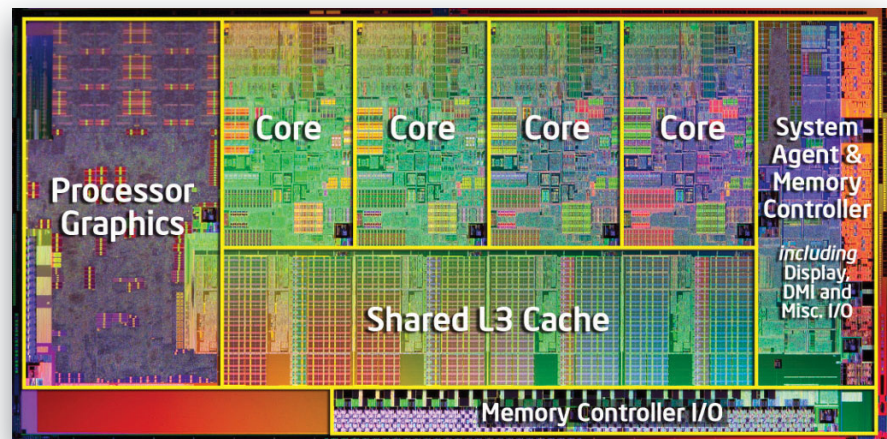 Processor
Graphics
Core
Core
Core
Core
System
Agent &
Memory
Controller
including
Display,
DMI and
Misc. I/O
Shared L3 Cache
Memory Controller I/O